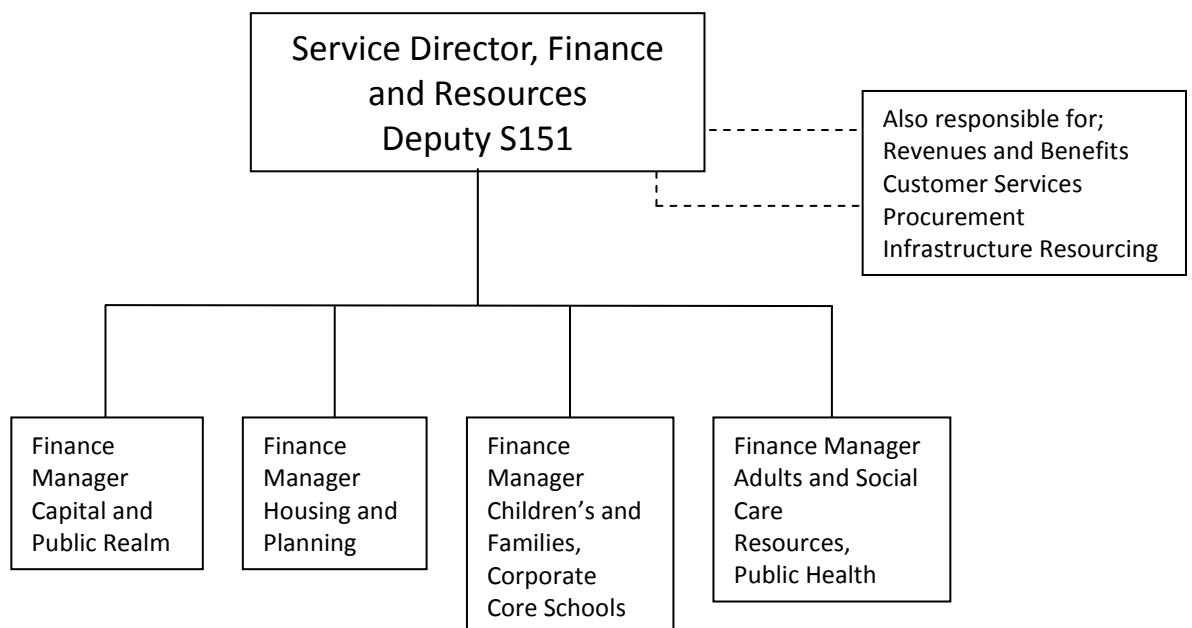 Service Director, Finance
and Resources
Deputy S151
Also responsible for;
Revenues and Benefits
Customer Services
Procurement
Infrastructure Resourcing
Finance
Manager
Capital and
Public Realm
Finance
Manager
Housing and
Planning
Finance
Manager
Children’s and
Families,
Corporate
Core Schools
Finance Manager
Adults and Social
Care
Resources,
Public Health